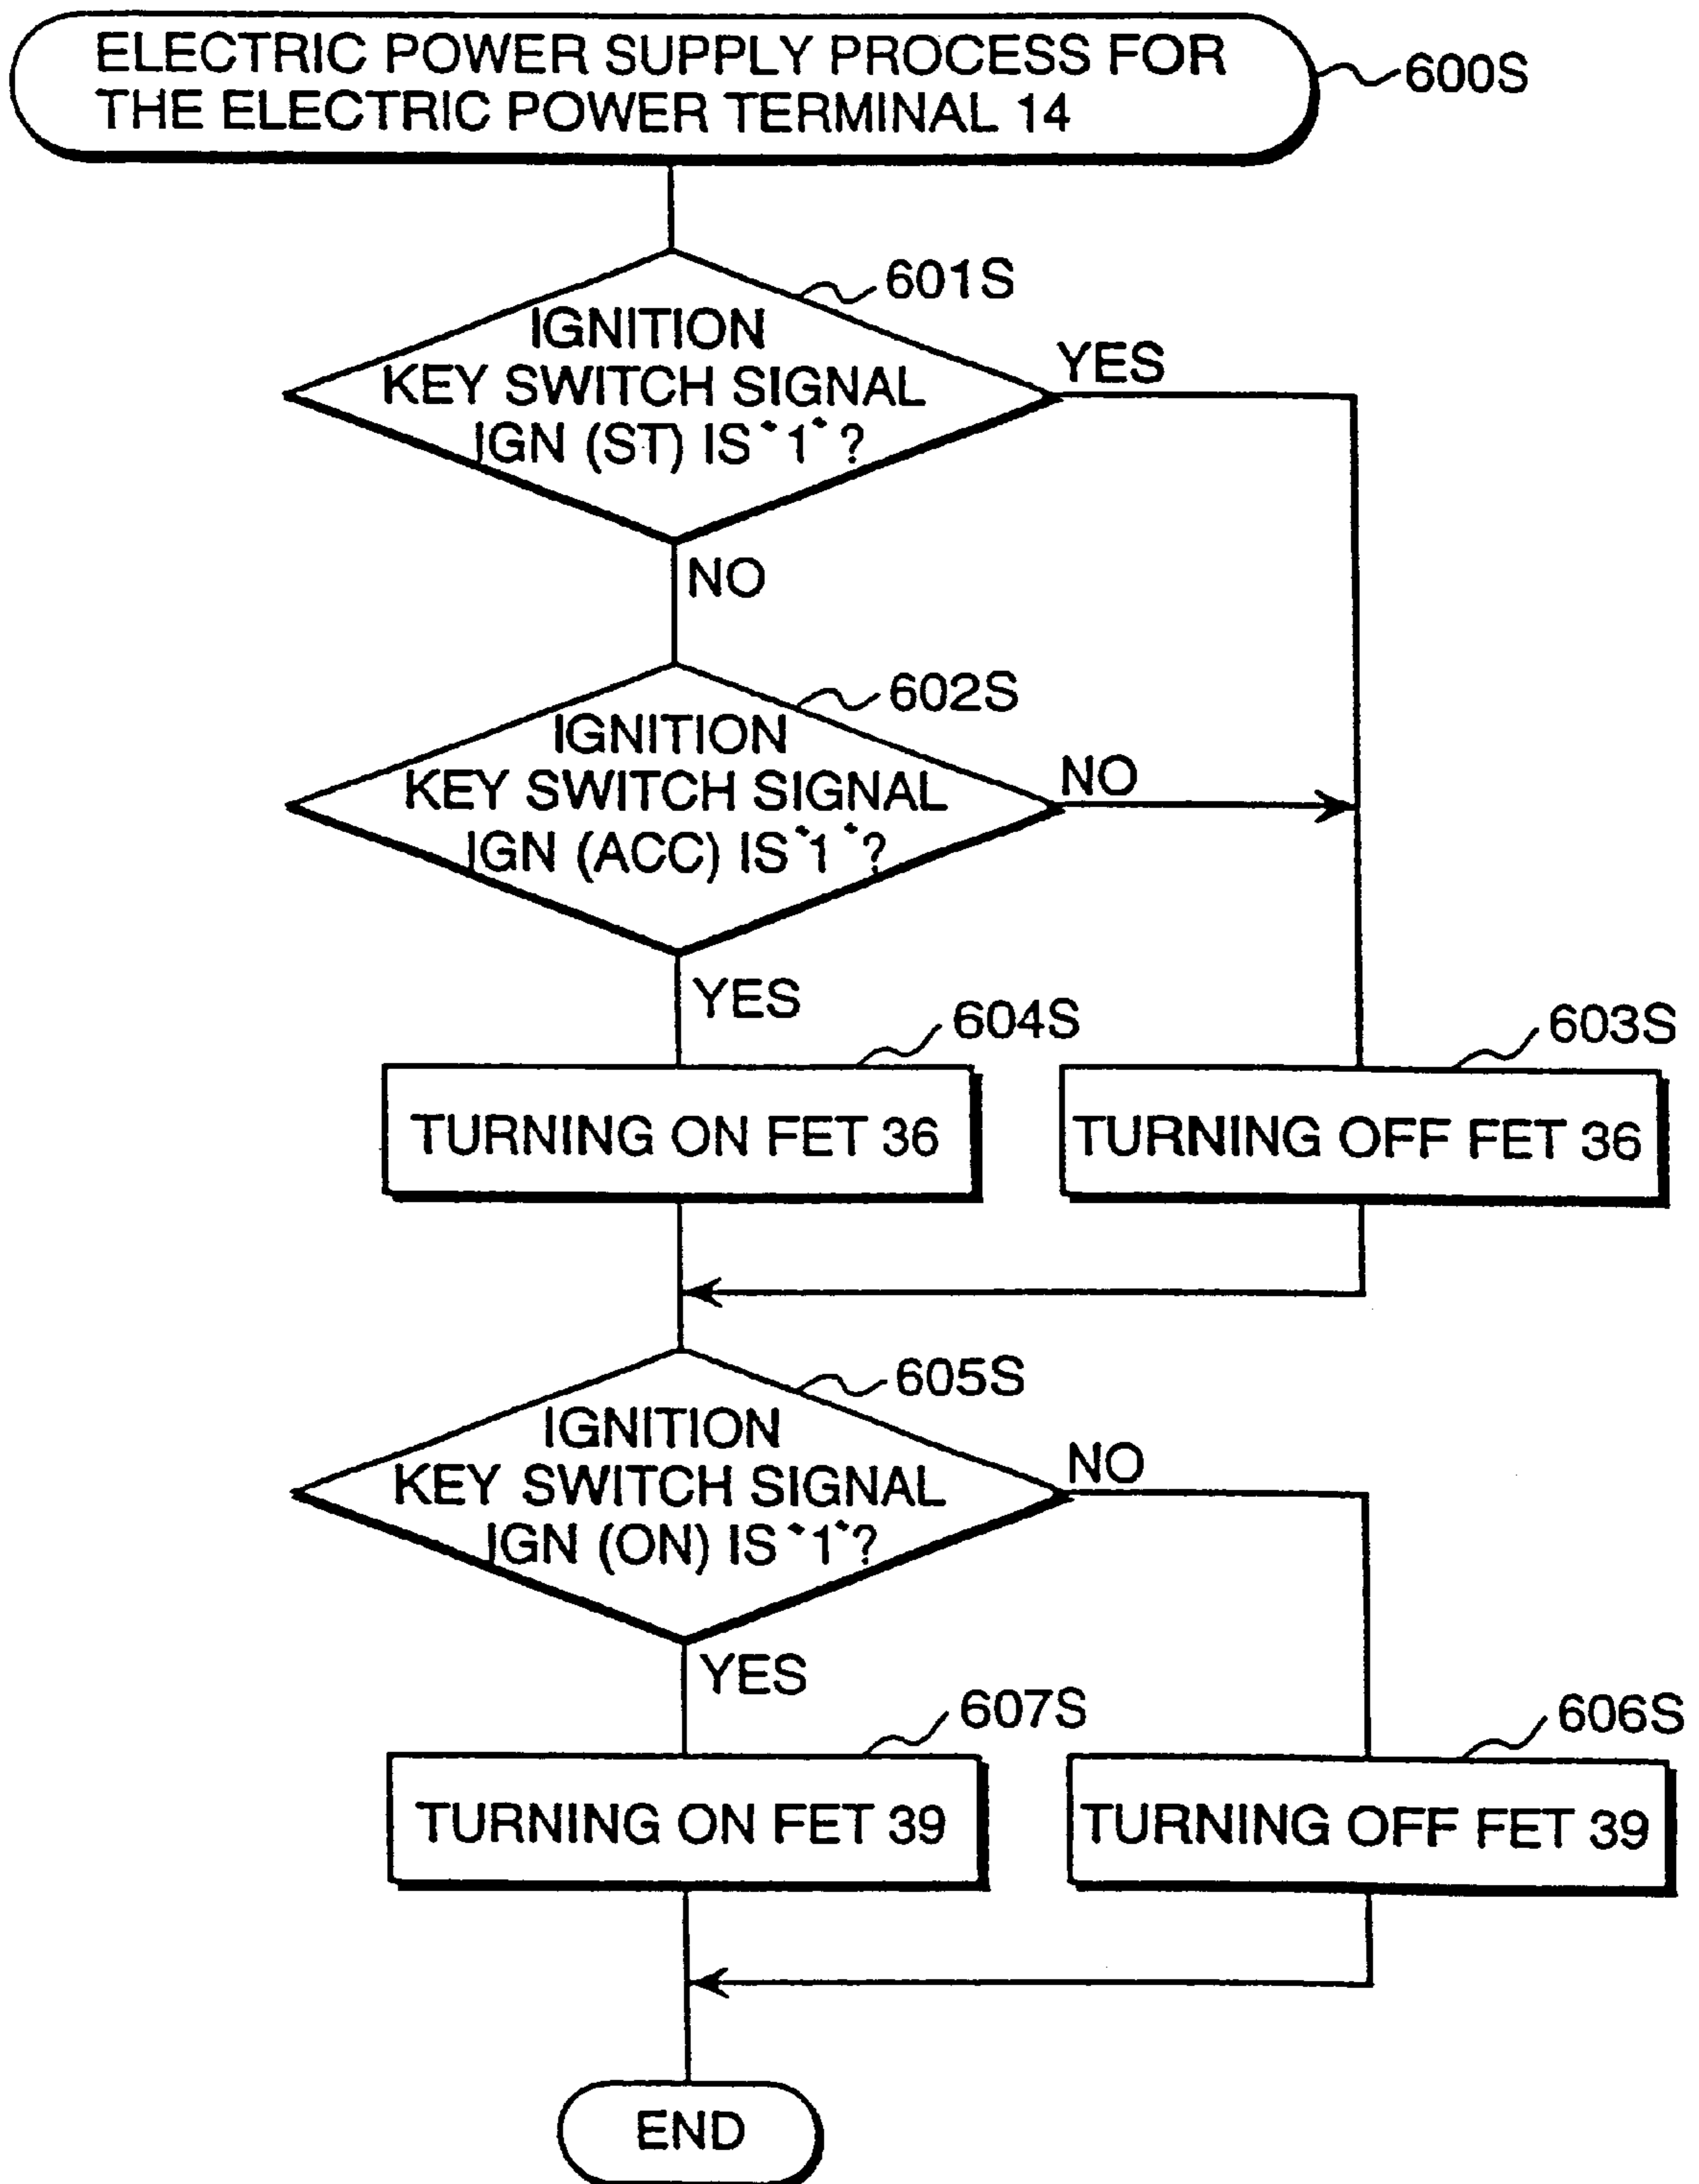 ELECTRIC POWER SUPPLY PROCESS FOR
THE ELECTRIC POWER TERMINAL 14
600S
601S
IGNITION
KEY SWITCH SIGNAL
IGN (ST) IS "1" ?
YES
NO
602S
IGNITION
KEY SWITCH SIGNAL
IGN (ACC) IS "1" ?
NO
YES
604S
603S
TURNING ON FET 36
TURNING OFF FET 36
605S
IGNITION
KEY SWITCH SIGNAL
IGN (ON) IS "1" ?
NO
YES
607S
606S
TURNING ON FET 39
TURNING OFF FET 39
END